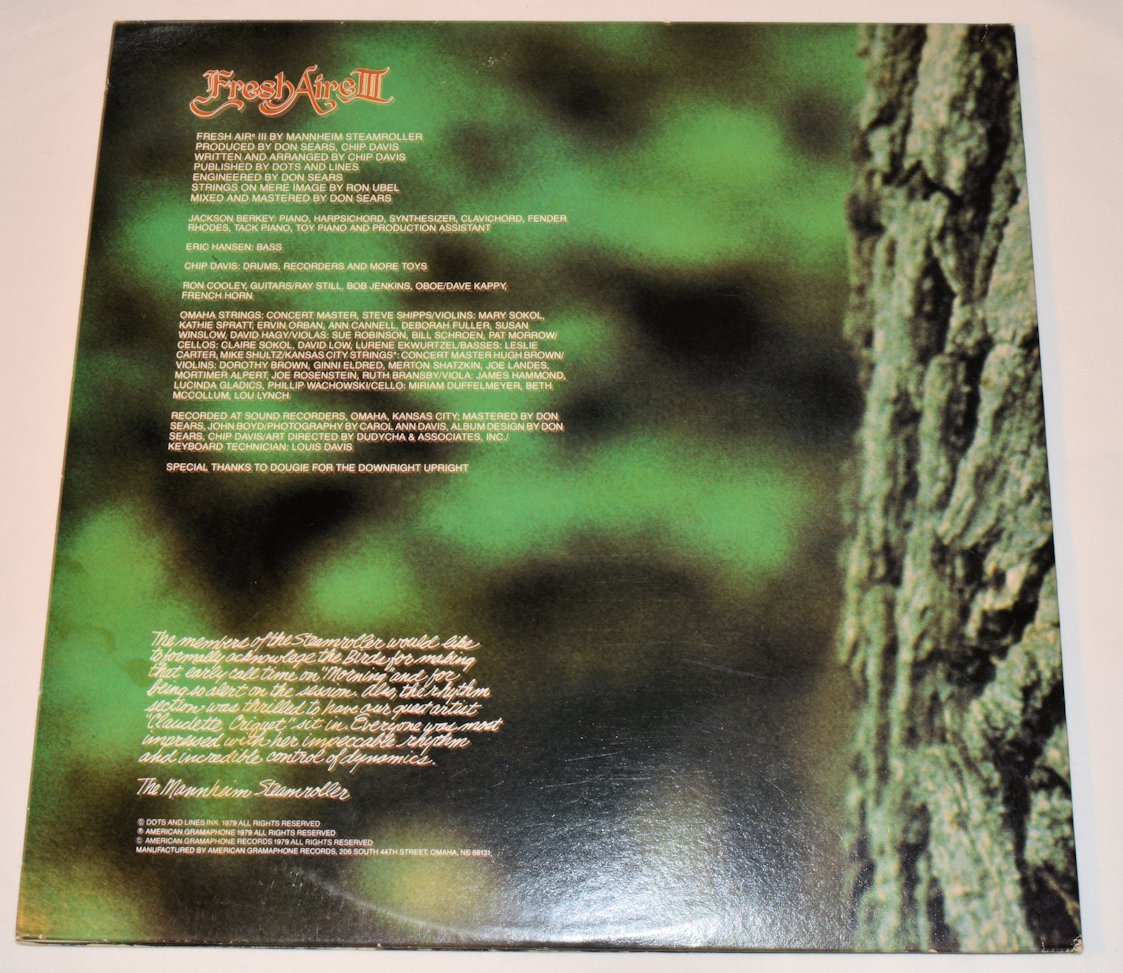 Fresh Aire III
FRESH AIR® III BY MANNHEIM STEAMROLLER
PRODUCED BY DON SEARS, CHIP DAVIS
WRITTEN AND ARRANGED BY CHIP DAVIS
PUBLISHED BY DOTS AND LINES
ENGINEERED BY DON SEARS
STRINGS ON MERE IMAGE BY RON UBEL
MIXED AND MASTERED BY DON SEARS
JACKSON BERKEY: PIANO, HARPSICHORD, SYNTHESIZER, CLAVICHORD, FENDER
RHODES, TACK PIANO, TOY PIANO AND PRODUCTION ASSISTANT
ERIC HANSEN: BASS
CHIP DAVIS: DRUMS, RECORDERS AND MORE TOYS
RON COOLEY, GUITARS/RAY STILL, BOB JENKINS, OBOE/DAVE KAPPY,
FRENCH HORN
OMAHA STRINGS: CONCERT MASTER, STEVE SHIPPS/VIOLINS: MARY SOKOL,
KATHIE SPRATT, ERVIN ORBAN, ANN CANNELL, DEBORAH FULLER, SUSAN
WINSLOW, DAVID HAGY/VIOLAS: SUE ROBINSON, BILL SCHROEN, PAT MORROW/
CELLOS: CLAIRE SOKOL, DAVID LOW, LURENE EKWURTZEL/BASSES: LESLIE
CARTER, MIKE SHULTZ/KANSAS CITY STRINGS*: CONCERT MASTER HUGH BROWN/
VIOLINS: DOROTHY BROWN, GINNI ELDRED, MERTON SHATZKIN, JOE LANDES,
MORTIMER ALPERT, JOE ROSENSTEIN, RUTH BRANSBY/VIOLA: JAMES HAMMOND,
LUCINDA GLADICS, PHILLIP WACHOWSKI/CELLO: MIRIAM DUFFELMEYER, BETH
MCCOLLUM, LOU LYNCH
RECORDED AT SOUND RECORDERS, OMAHA, KANSAS CITY; MASTERED BY DON
SEARS, JOHN BOYD/PHOTOGRAPHY BY CAROL ANN DAVIS, ALBUM DESIGN BY DON
SEARS, CHIP DAVIS/ART DIRECTED BY DUDYCHA & ASSOCIATES, INC./
KEYBOARD TECHNICIAN: LOUIS DAVIS
SPECIAL THANKS TO DOUGIE FOR THE DOWNRIGHT UPRIGHT
The members of the Steamroller would like
to formally acknowlege the Birds for making
that early call time on "Morning" and for
being so alert on the session. Also, the rhythm
section was thrilled to have our guest artist
"Claudette Criquet" sit in. Everyone was most
impressed with her impeccable rhythm
and incredible control of dynamics.
The Mannheim Steamroller
© DOTS AND LINES INK. 1979 ALL RIGHTS RESERVED
℗ AMERICAN GRAMAPHONE 1979 ALL RIGHTS RESERVED
© AMERICAN GRAMAPHONE RECORDS 1979 ALL RIGHTS RESERVED
MANUFACTURED BY AMERICAN GRAMAPHONE RECORDS, 206 SOUTH 44TH STREET, OMAHA, NB 68131